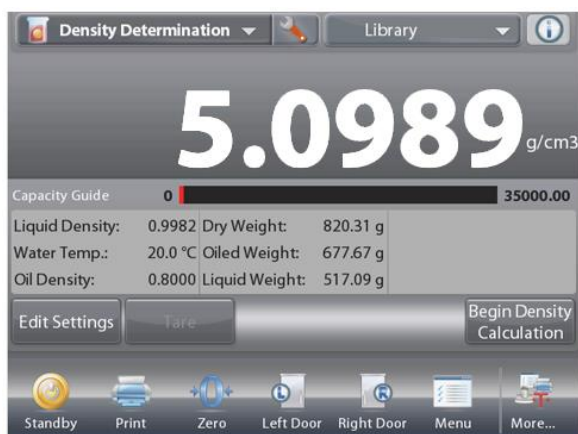 Density Determination Library
5.0989 g/cm3
Capacity Guide 0 35000.00
Liquid Density: 0.9982 Dry Weight: 820.31 g
Water Temp.: 20.0 °C Oiled Weight: 677.67 g
Oil Density: 0.8000 Liquid Weight: 517.09 g
Edit Settings Tare Begin Density
Calculation
L R
Standby Print Zero Left Door Right Door Menu More...